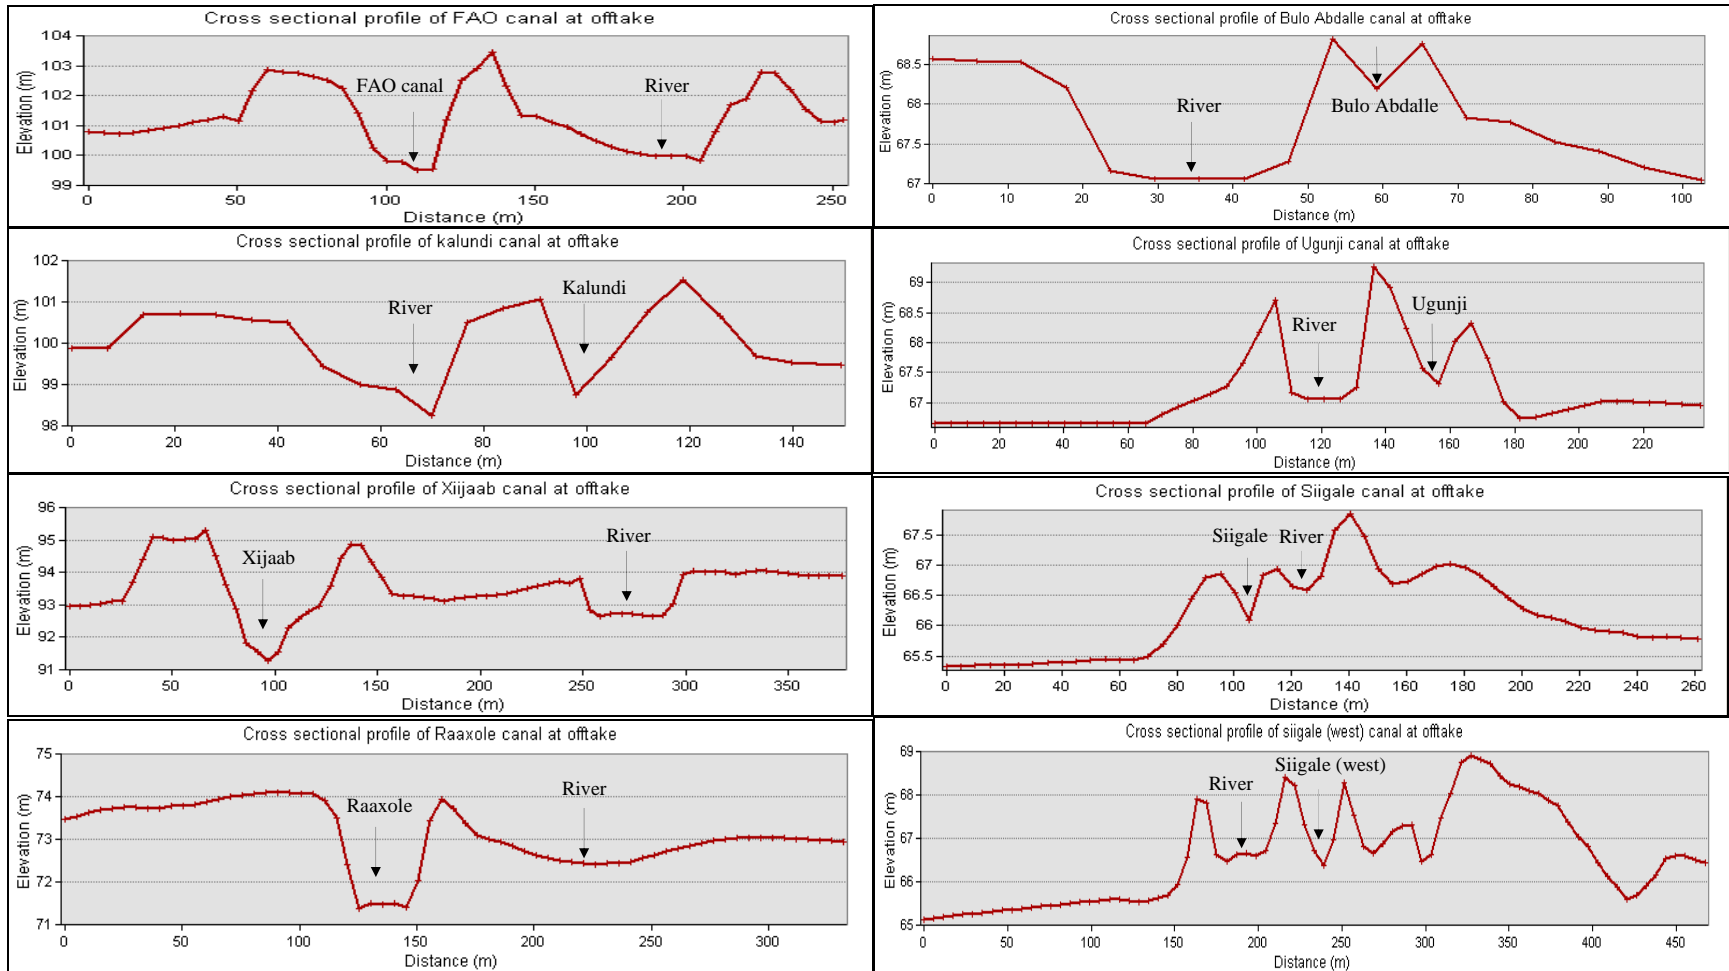 Cross sectional profile of FAO canal at offtake
Elevation (m)
104
103
102
101
100
99
FAO canal
River
0 50 100 150 200 250
Distance (m)
Cross sectional profile of Bulo Abdalle canal at offtake
Elevation (m)
68.5
68
67.5
67
River
Bulo Abdalle
0 10 20 30 40 50 60 70 80 90 100
Distance (m)
Cross sectional profile of kalundi canal at offtake
Elevation (m)
102
101
100
99
98
River
Kalundi
0 20 40 60 80 100 120 140
Distance (m)
Cross sectional profile of Ugunji canal at offtake
Elevation (m)
69
68.5
68
67.5
67
River
Ugunji
0 20 40 60 80 100 120 140 160 180 200 220
Distance (m)
Cross sectional profile of Xiijaab canal at offtake
Elevation (m)
96
95
94
93
92
91
Xijaab
River
0 50 100 150 200 250 300 350
Distance (m)
Cross sectional profile of Siigale canal at offtake
Elevation (m)
67.5
67
66.5
66
65.5
Siigale River
0 20 40 60 80 100 120 140 160 180 200 220 240 260
Distance (m)
Cross sectional profile of Raaxole canal at offtake
Elevation (m)
75
74
73
72
71
Raaxole
River
0 50 100 150 200 250 300
Distance (m)
Cross sectional profile of siigale (west) canal at offtake
Elevation (m)
69
68
67
66
65
River
Siigale (west)
0 50 100 150 200 250 300 350 400 450
Distance (m)